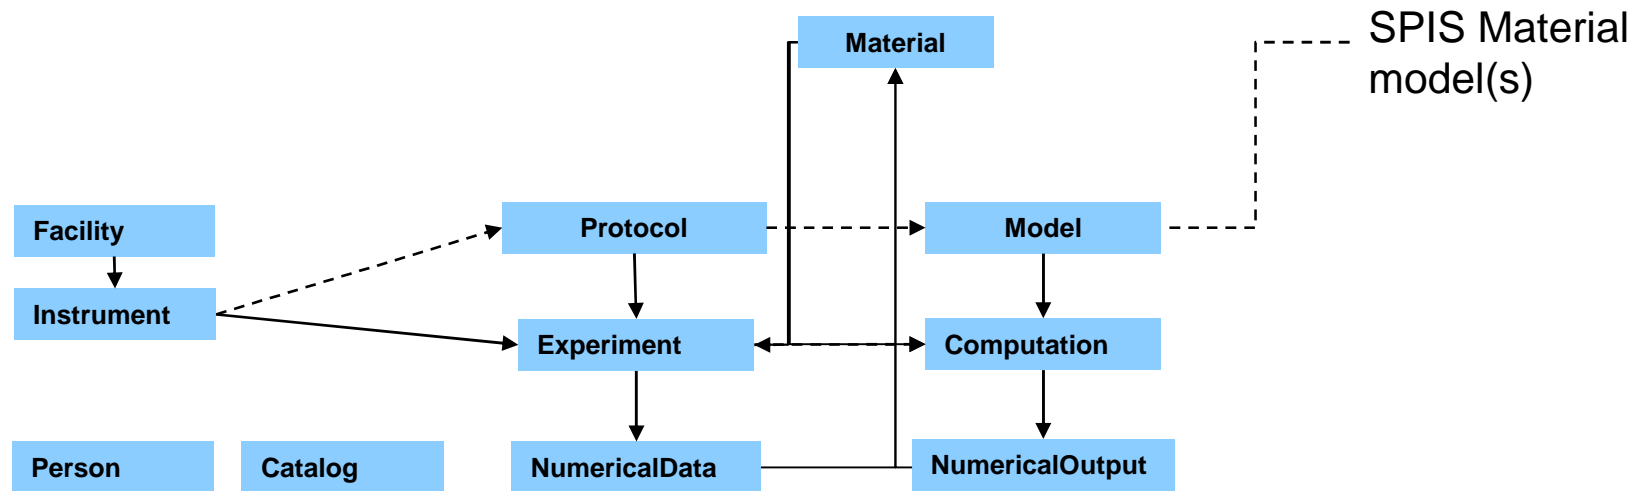 Material
SPIS Material
model(s)
Facility
Protocol
Model
Instrument
Experiment
Computation
Person
Catalog
NumericalData
NumericalOutput